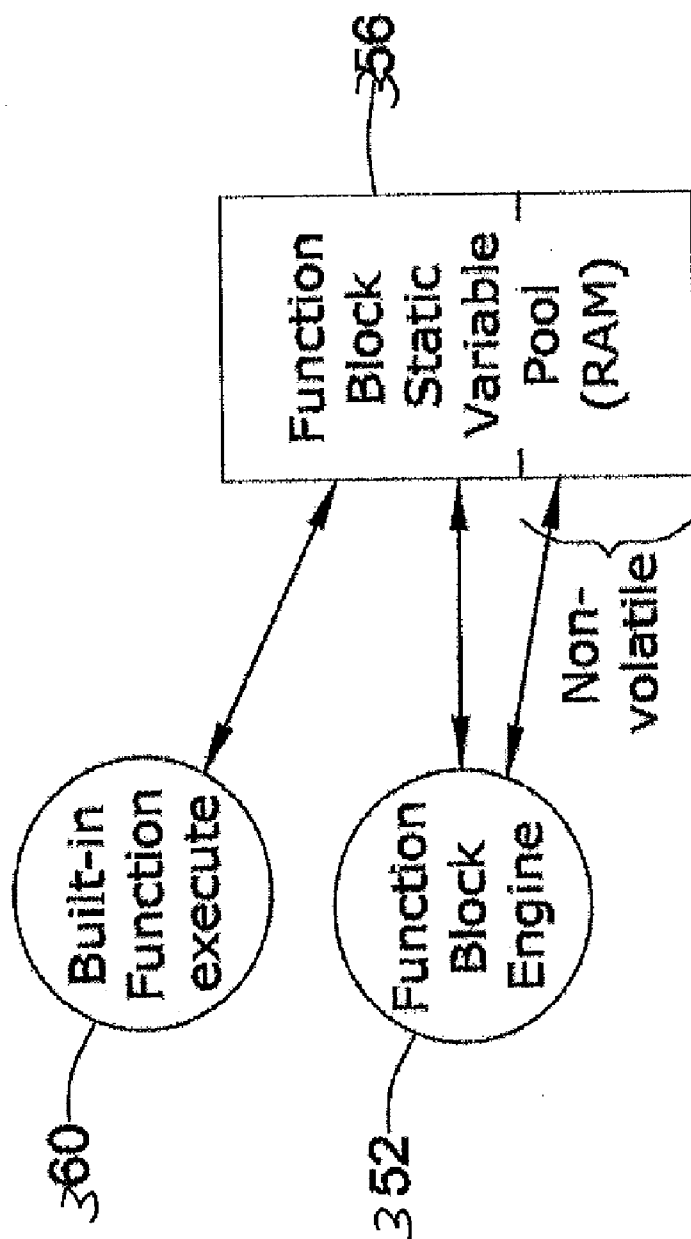 360
Built-in
Function
execute
352
Function
Block
Engine
356
Function
Block
Static
Variable
Pool
(RAM)
Non-
volatile